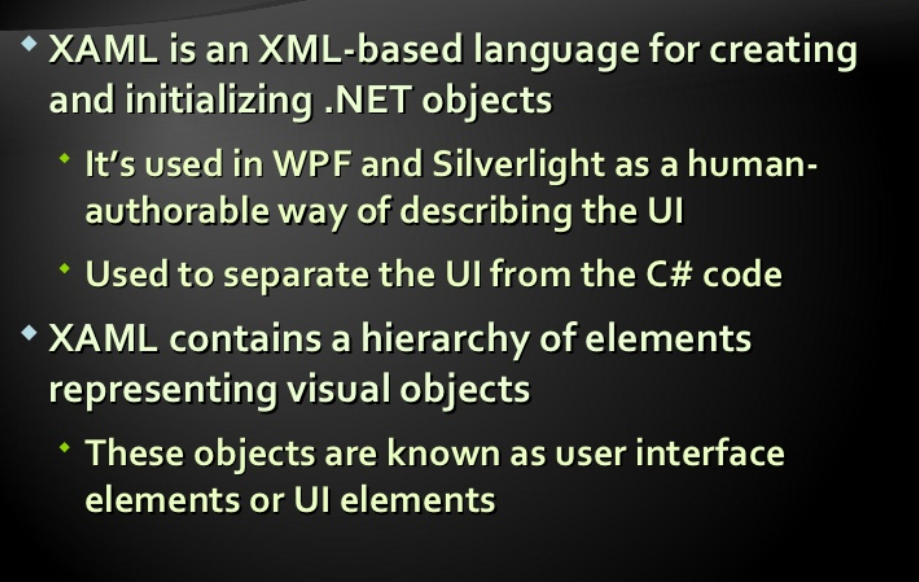 XAML is an XML-based language for creating
and initializing .NET objects
It's used in WPF and Silverlight as a human-
authorable way of describing the UI
Used to separate the UI from the C# code
XAML contains a hierarchy of elements
representing visual objects
These objects are known as user interface
elements or UI elements